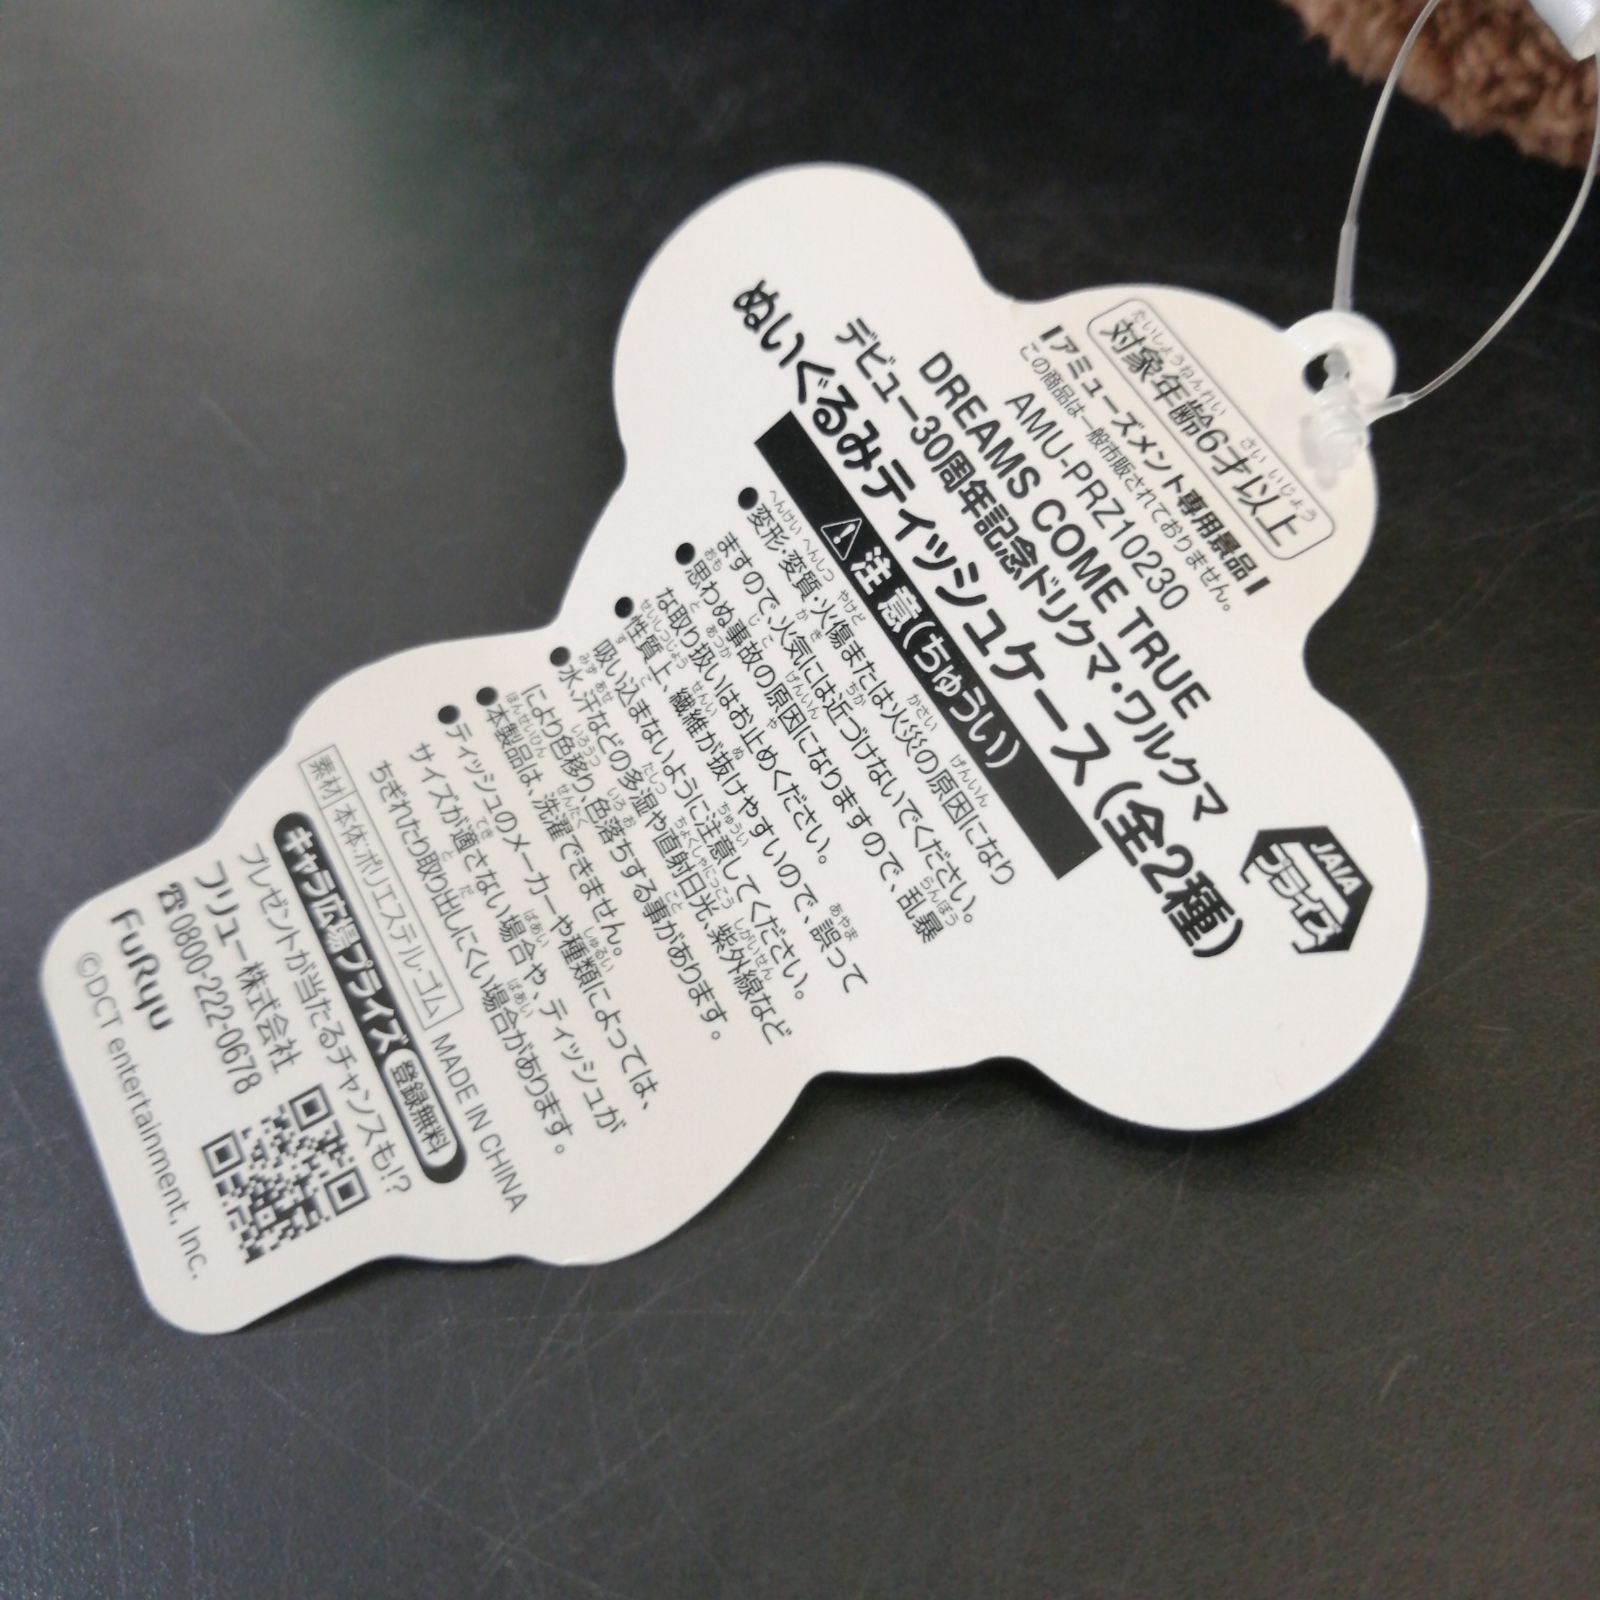 対象年齢6才以上
【アミューズメント専用景品】
この商品は一般市販されておりません。
AMU-PRZ10230
DREAMS COME TRUE
デビュー30周年記念ドリクマ・ワルクマ
ぬいぐるみティッシュケース(全2種)
JAIA
プライズ
⚠注意(ちゅうい)
●変形・変質・火傷または火災の原因になり
ますので、火気には近づけないでください。
●思わぬ事故の原因になりますので、乱暴
な取り扱いはお止めください。
●性質上、繊維が抜けやすいので、誤って
吸い込まないように注意してください。
●水、汗などの多湿や直射日光、紫外線など
により色移り、色落ちする事があります。
●本製品は、洗濯できません。
●ティッシュのメーカーや種類によっては、
サイズが適さない場合や、ティッシュが
ちぎれたり取り出しにくい場合があります。
素材 本体:ポリエステル・ゴム MADE IN CHINA
キャラ広場プライズ 登録無料
プレゼントが当たるチャンスも!?
フリュー株式会社
☎0800-222-0678
FuRyu
©DCT entertainment, Inc.